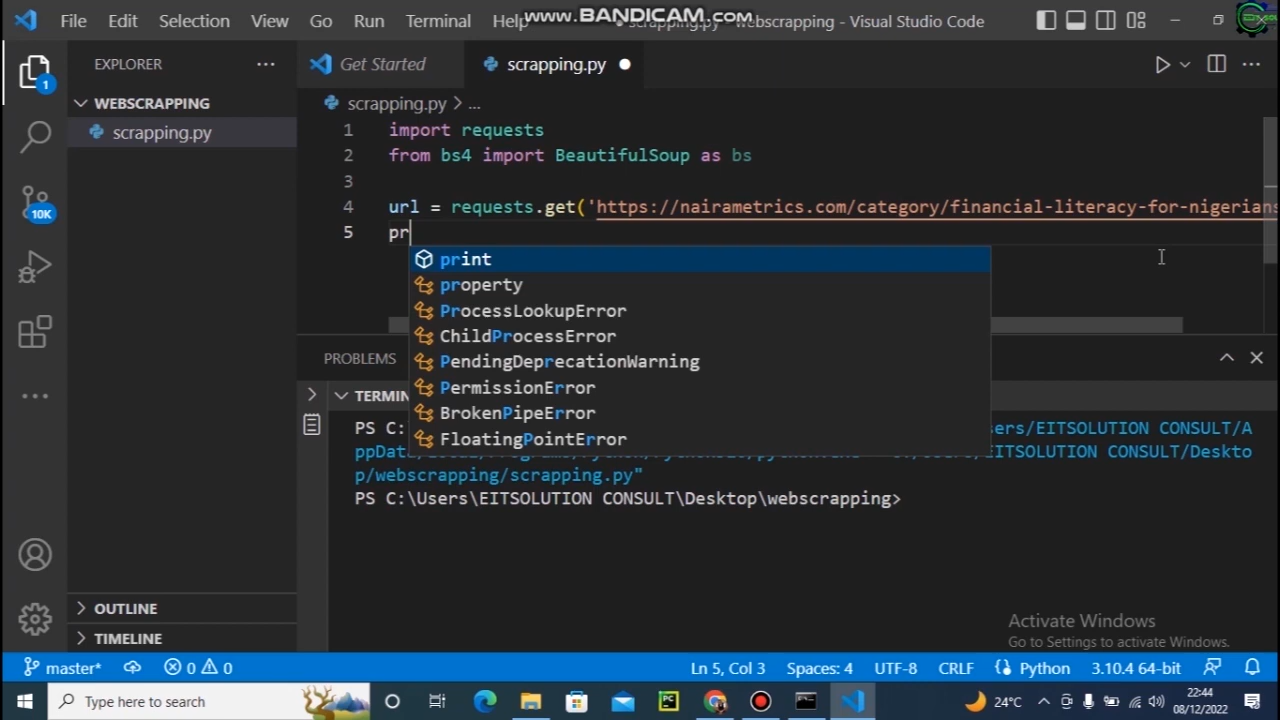 File Edit Selection View Go Run Terminal Help
www.BANDICAM.com
scrapping.py - webscrapping - Visual Studio Code
EXPLORER
Get Started
scrapping.py
WEBSCRAPPING
scrapping.py
scrapping.py > ...
1 import requests
2 from bs4 import BeautifulSoup as bs
3
4 url = requests.get('https://nairametrics.com/category/financial-literacy-for-nigerians
5 pr
print
property
ProcessLookupError
ChildProcessError
PendingDeprecationWarning
PermissionError
BrokenPipeError
FloatingPointError
1
10K
PROBLEMS
TERMIN
PS C: ers/EITSOLUTION CONSULT/A
ppData /Users/EITSOLUTION CONSULT/Deskto
p/webscrapping/scrapping.py"
PS C:\Users\EITSOLUTION CONSULT\Desktop\webscrapping>
OUTLINE
TIMELINE
Activate Windows
Go to Settings to activate Windows.
master* 0 0 Ln 5, Col 3 Spaces: 4 UTF-8 CRLF Python 3.10.4 64-bit
Type here to search
PC
24°C
22:44
08/12/2022